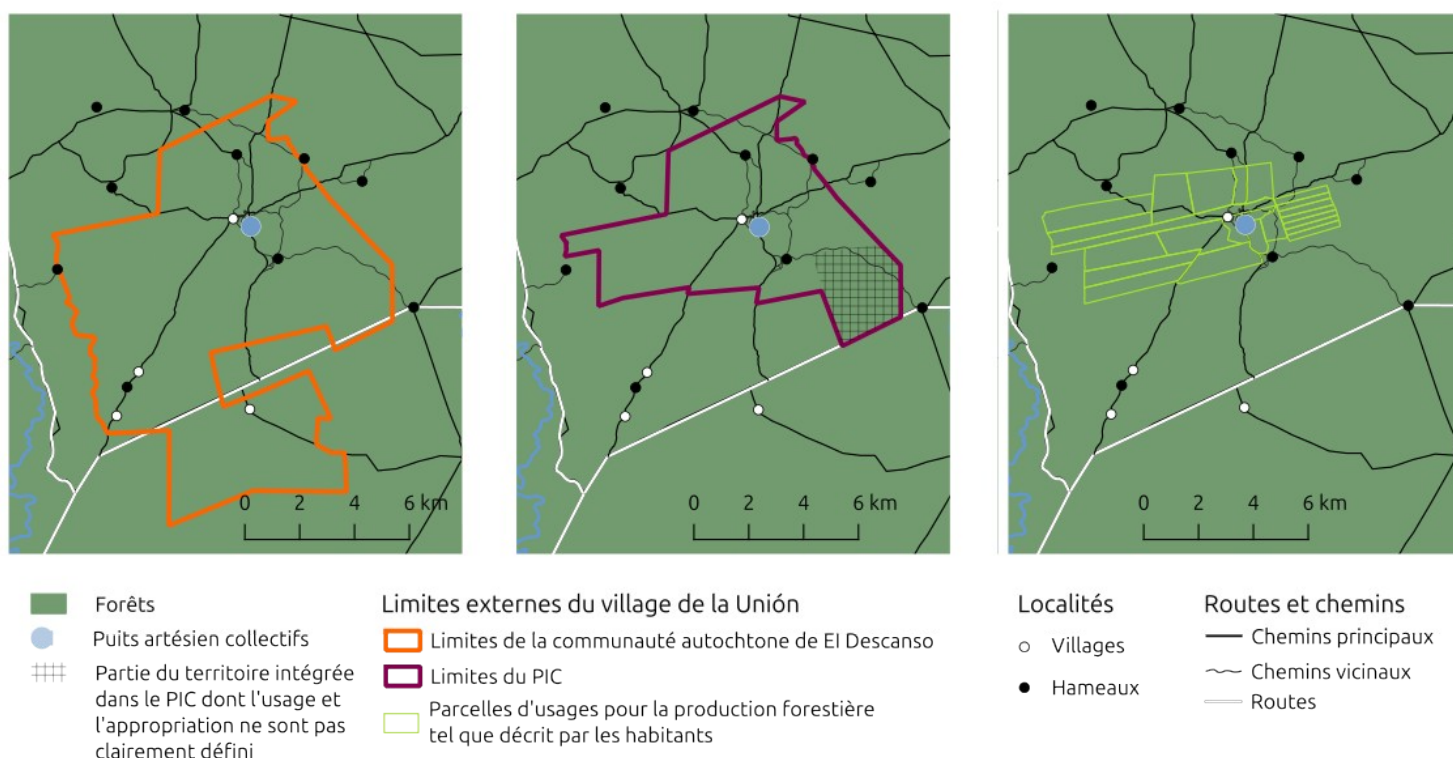 0 2 4 6 km
0 2 4 6 km
0 2 4 6 km
Forêts
Puits artésien collectifs
Partie du territoire intégrée
dans le PIC dont l'usage et
l'appropriation ne sont pas
clairement défini
Limites externes du village de la Unión
Limites de la communauté autochtone de EI Descanso
Limites du PIC
Parcelles d'usages pour la production forestière
tel que décrit par les habitants
Localités
Villages
Hameaux
Routes et chemins
Chemins principaux
Chemins vicinaux
Routes